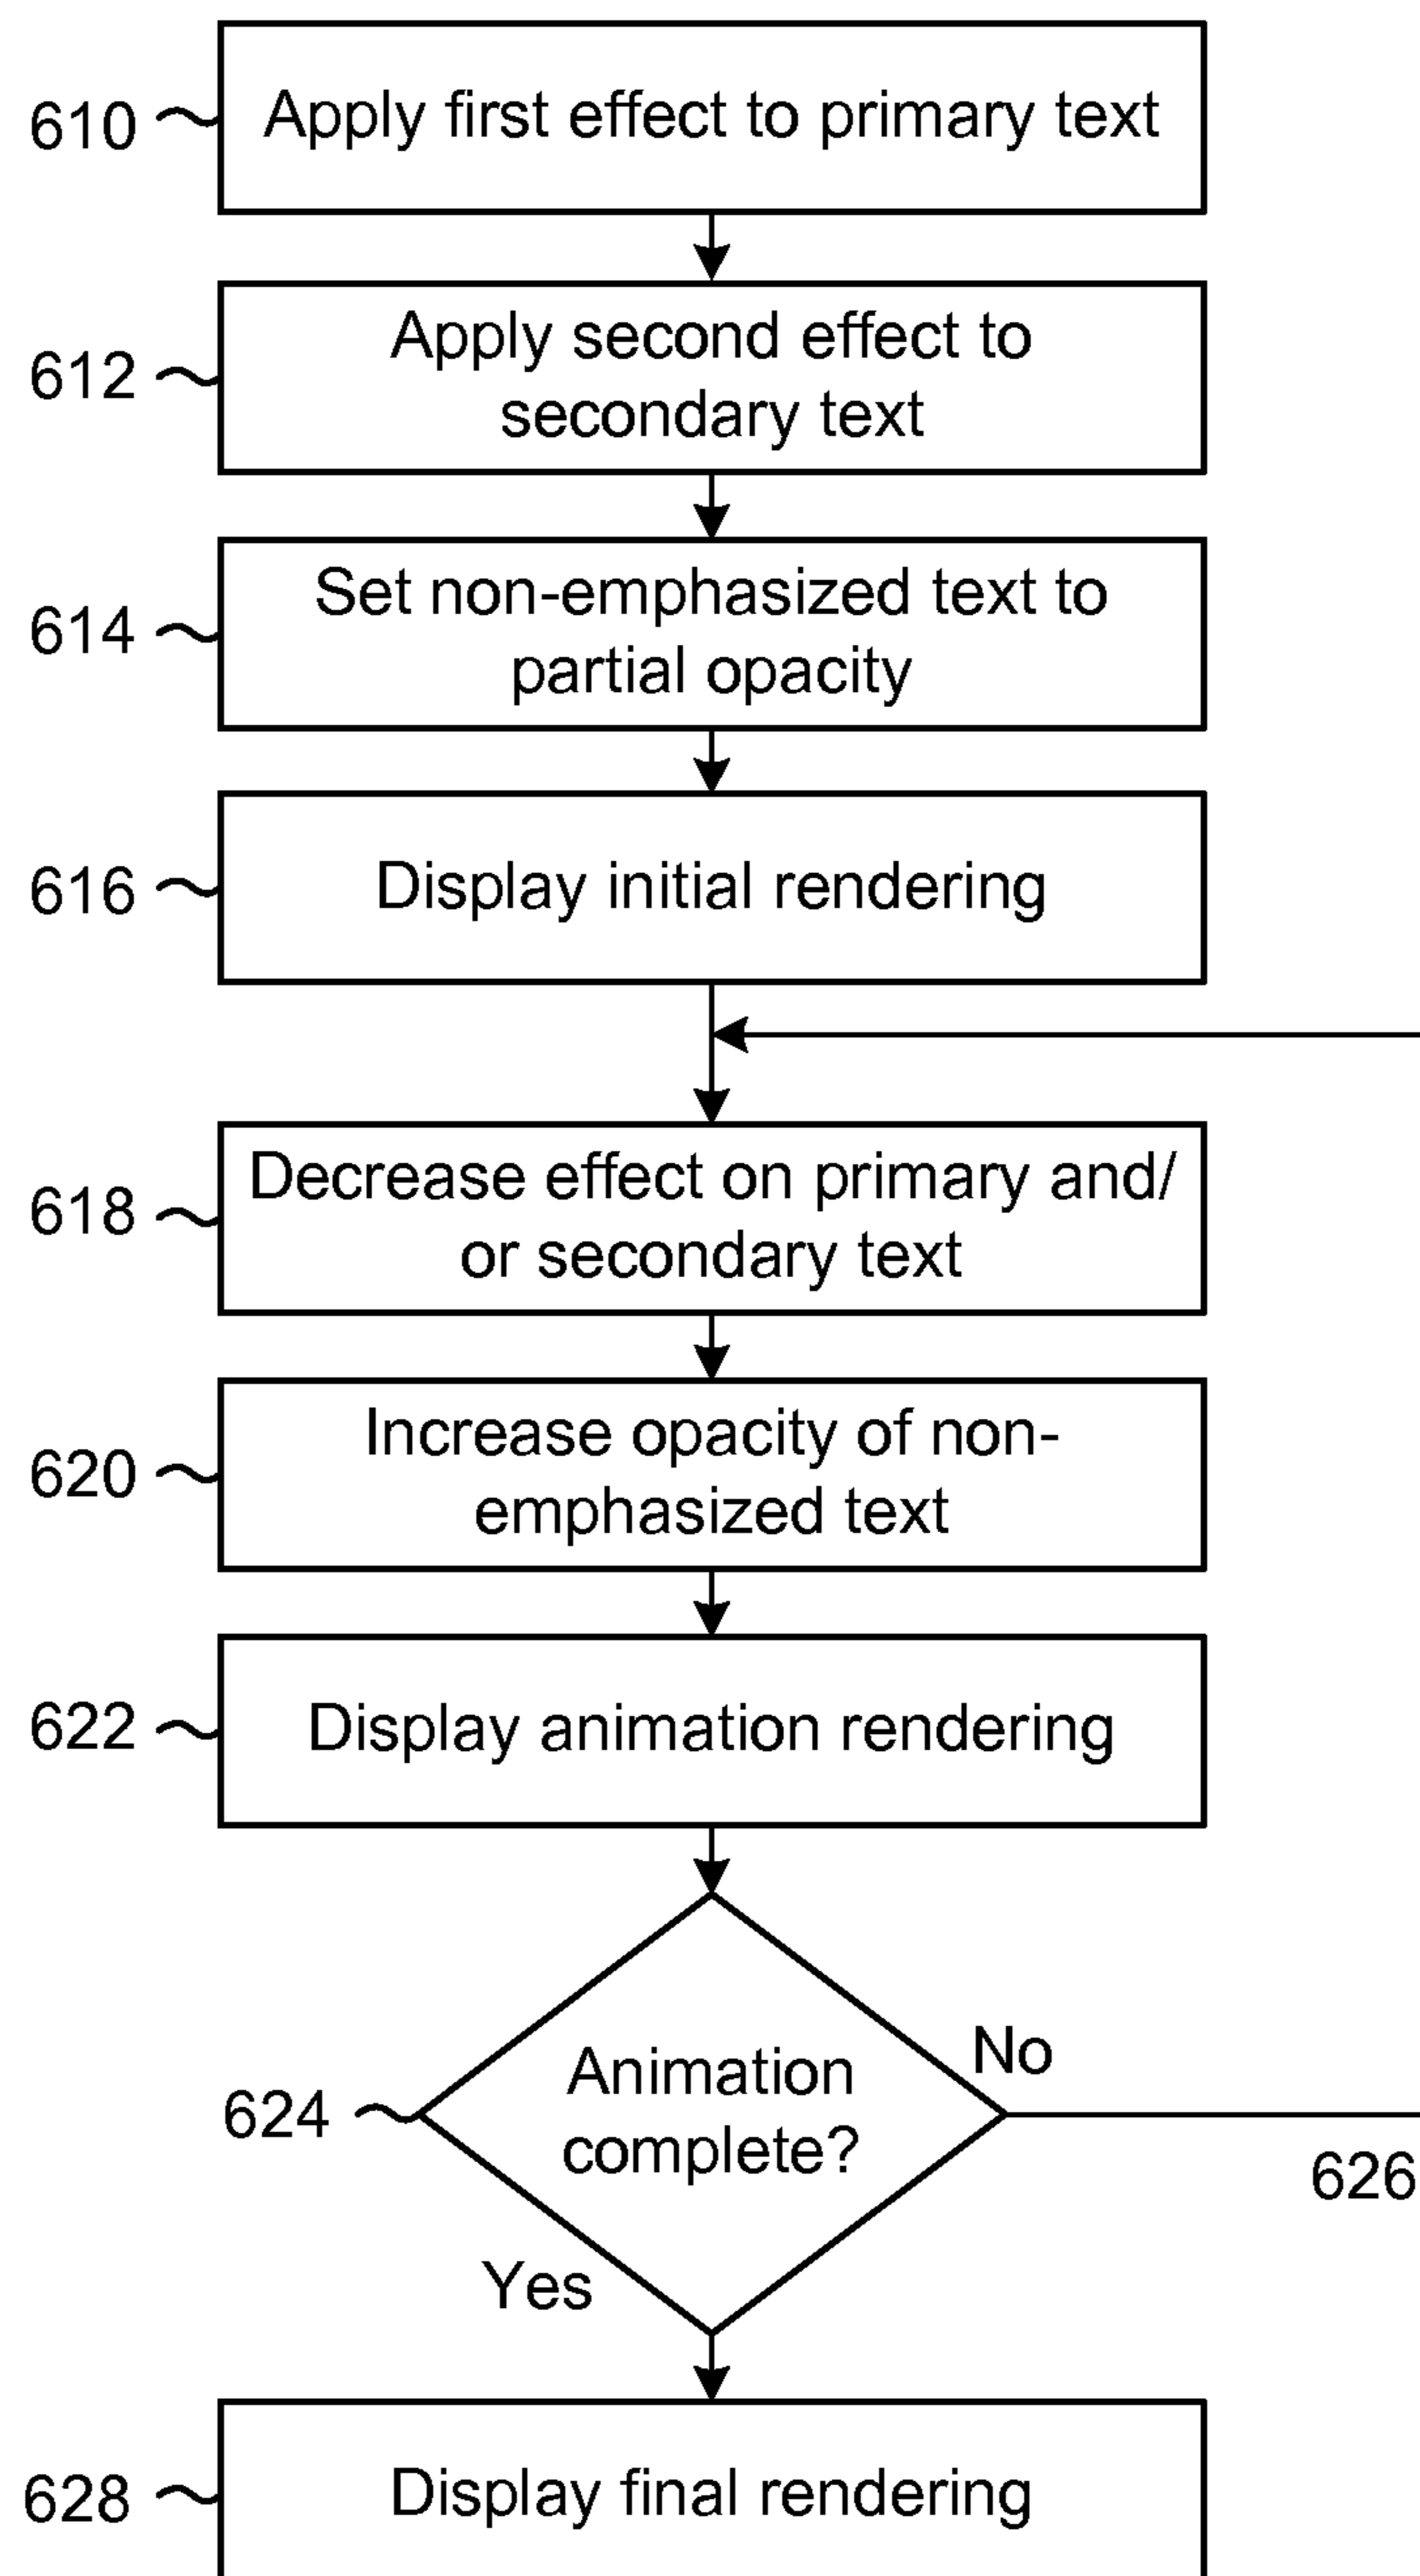 610 Apply first effect to primary text
612 Apply second effect to
secondary text
614 Set non-emphasized text to
partial opacity
616 Display initial rendering
618 Decrease effect on primary and/
or secondary text
620 Increase opacity of non-
emphasized text
622 Display animation rendering
No
624 Animation
complete?
626
Yes
628 Display final rendering